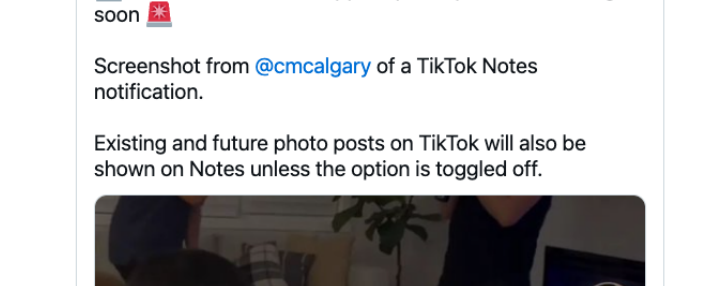 soon 🚨
Screenshot from @cmcalgary of a TikTok Notes
notification.
Existing and future photo posts on TikTok will also be
shown on Notes unless the option is toggled off.